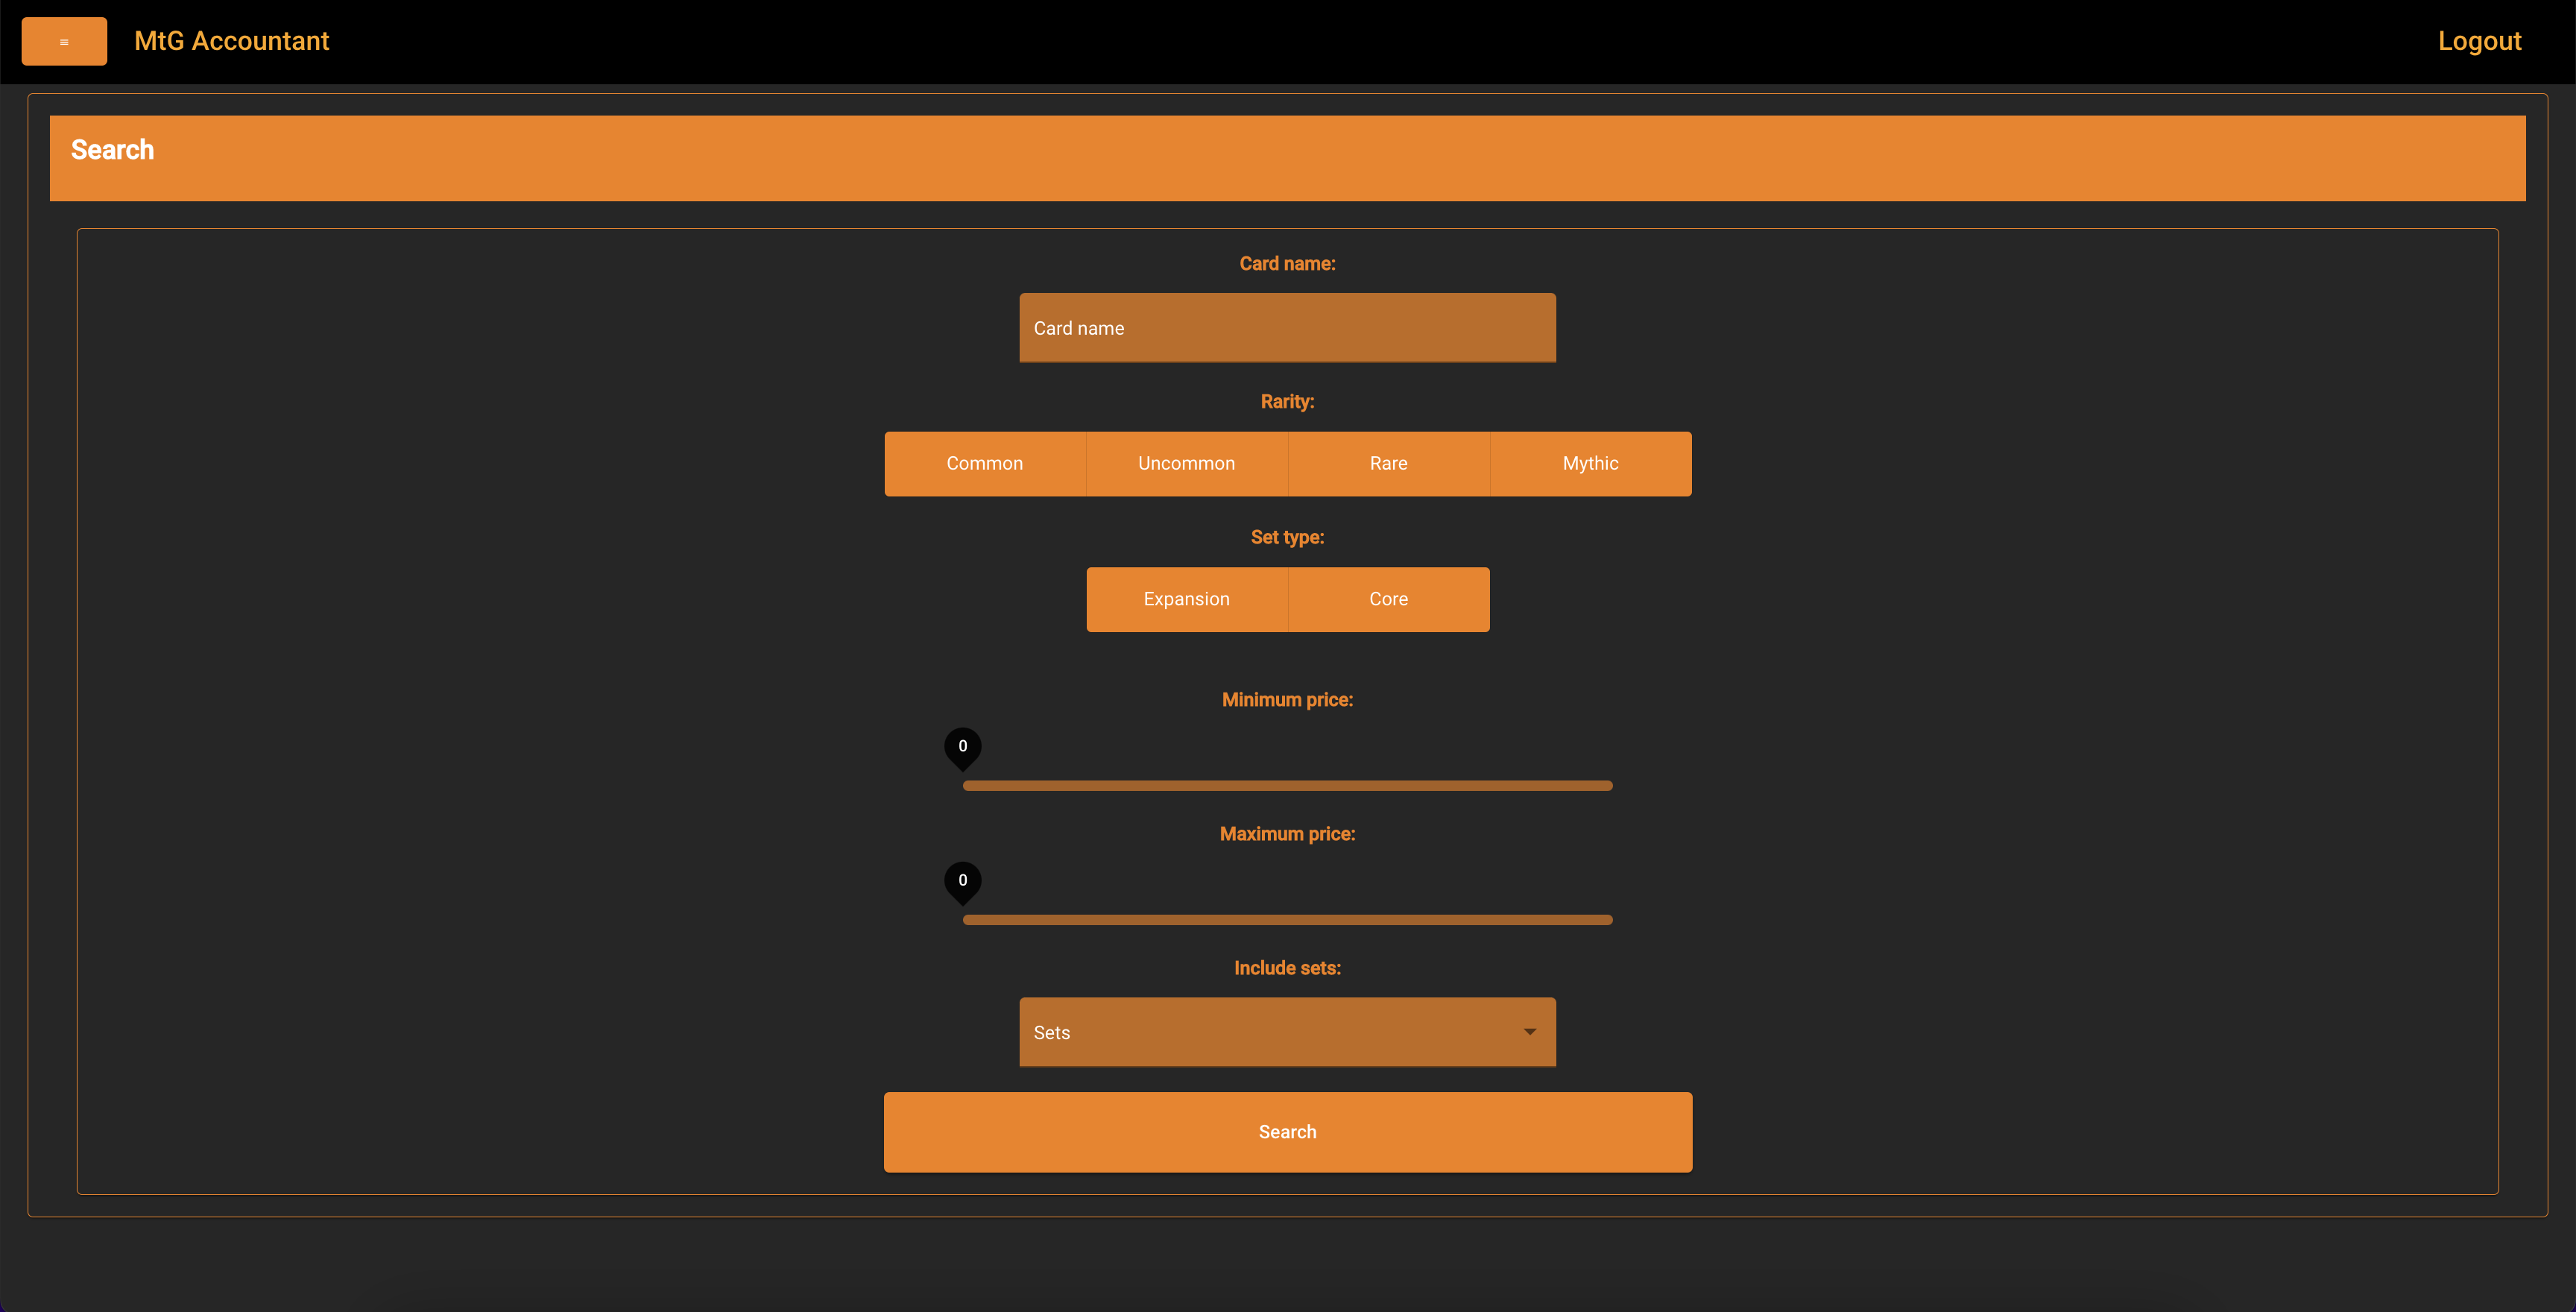 MtG Accountant Logout
Search
Card name:
Card name
Rarity:
Common Uncommon Rare Mythic
Set type:
Expansion Core
Minimum price:
0
Maximum price:
0
Include sets:
Sets
Search